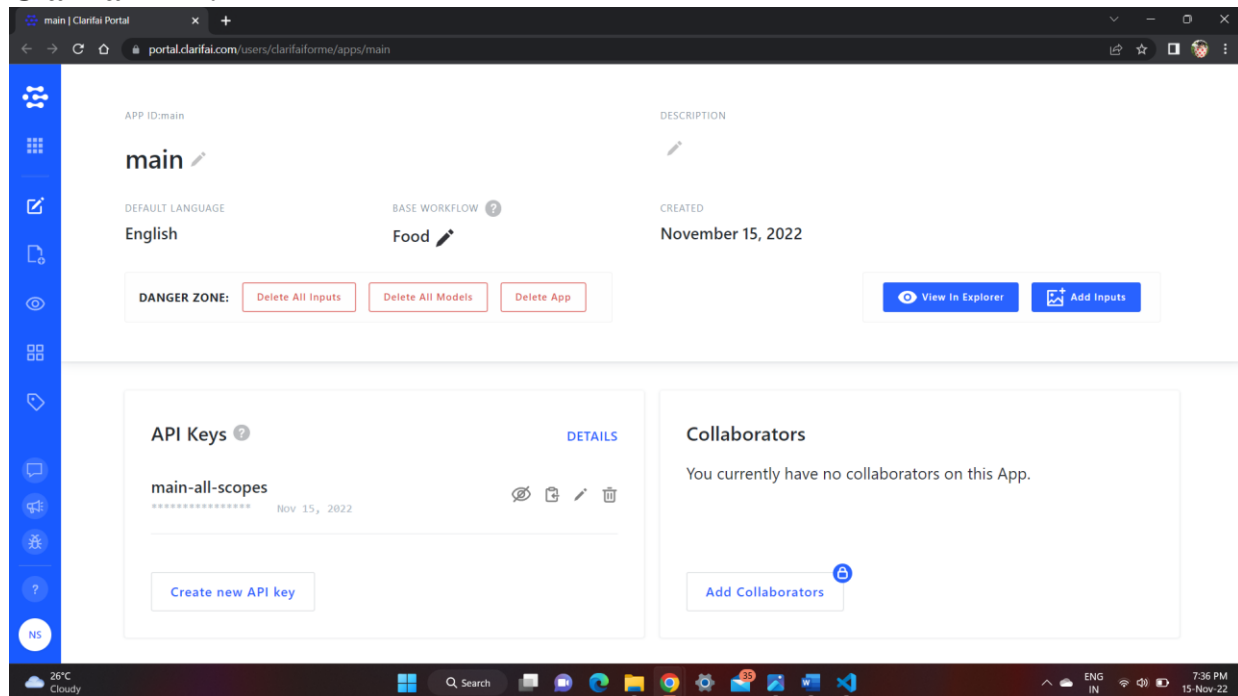 main | Clarifai Portal
portal.clarifai.com/users/clarifaiforme/apps/main
APP ID:main
DESCRIPTION
main
DEFAULT LANGUAGE
BASE WORKFLOW ?
CREATED
English
Food
November 15, 2022
DANGER ZONE: Delete All Inputs Delete All Models Delete App
View In Explorer Add Inputs
API Keys ?
DETAILS
main-all-scopes
**************** Nov 15, 2022
Create new API key
Collaborators
You currently have no collaborators on this App.
Add Collaborators
?
NS
26°C
Cloudy
Search
35
ENG
IN
7:36 PM
15-Nov-22